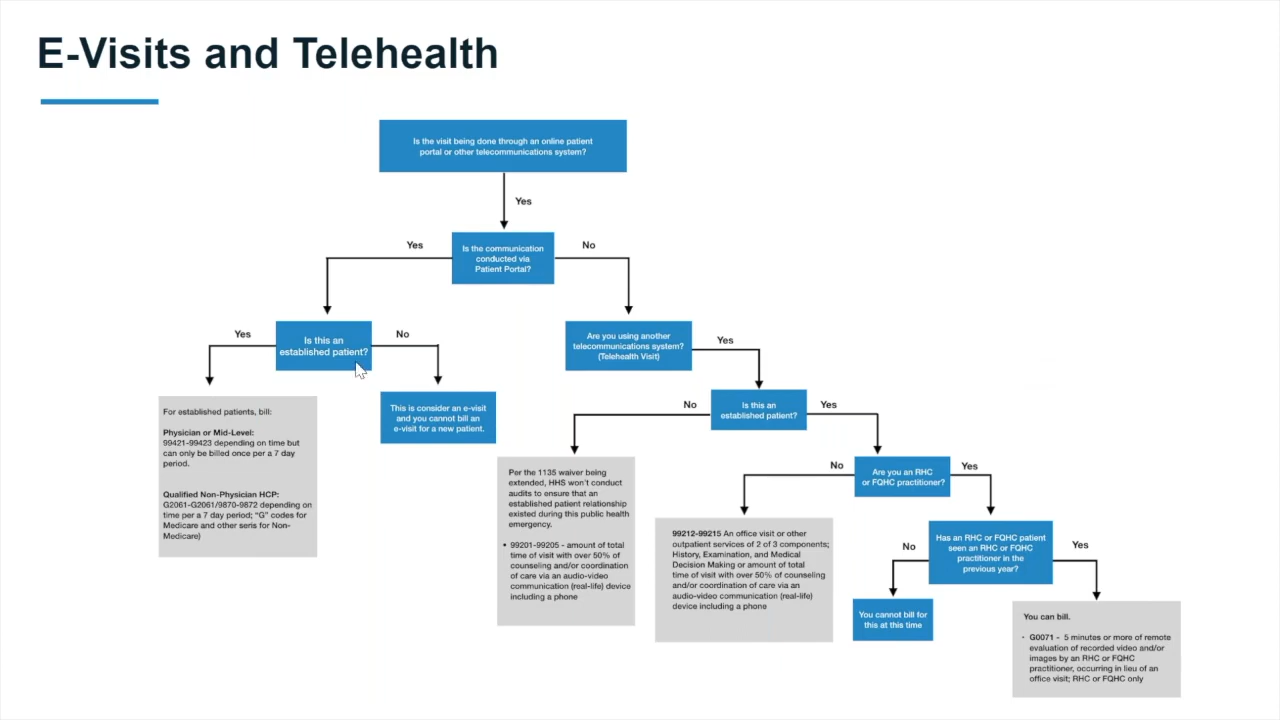 E-Visits and Telehealth
Is the visit being done through an online patient
portal or other telecommunications system?
Yes
Yes
Is the communication
conducted via
Patient Portal?
No
Yes
Is this an
established patient?
No
Are you using another
telecommunications system?
(Telehealth Visit)
Yes
For established patients, bill:
Physician or Mid-Level:
99421-99423 depending on time but
can only be billed once per a 7 day
period.
Qualified Non-Physician HCP:
G2061-G2061/9870-9872 depending on
time per a 7 day period; “G” codes for
Medicare and other seris for Non-
Medicare)
This is consider an e-visit
and you cannot bill an
e-visit for a new patient.
No
Is this an
established patient?
Yes
Per the 1135 waiver being
extended, HHS won’t conduct
audits to ensure that an
established patient relationship
existed during this public health
emergency.
• 99201-99205 - amount of total
time of visit with over 50% of
counseling and/or coordination
of care via an audio-video
communication (real-life) device
including a phone
No
Are you an RHC
or FQHC practitioner?
Yes
99212-99215 An office visit or other
outpatient services of 2 of 3 components;
History, Examination, and Medical
Decision Making or amount of total
time of visit with over 50% of counseling
and/or coordination of care via an
audio-video communication (real-life)
device including a phone
No
Has an RHC or FQHC patient
seen an RHC or FQHC
practitioner in the
previous year?
Yes
You cannot bill for
this at this time
You can bill.
- G0071 - 5 minutes or more of remote
evaluation of recorded video and/or
images by an RHC or FQHC
practitioner, occurring in lieu of an
office visit; RHC or FQHC only